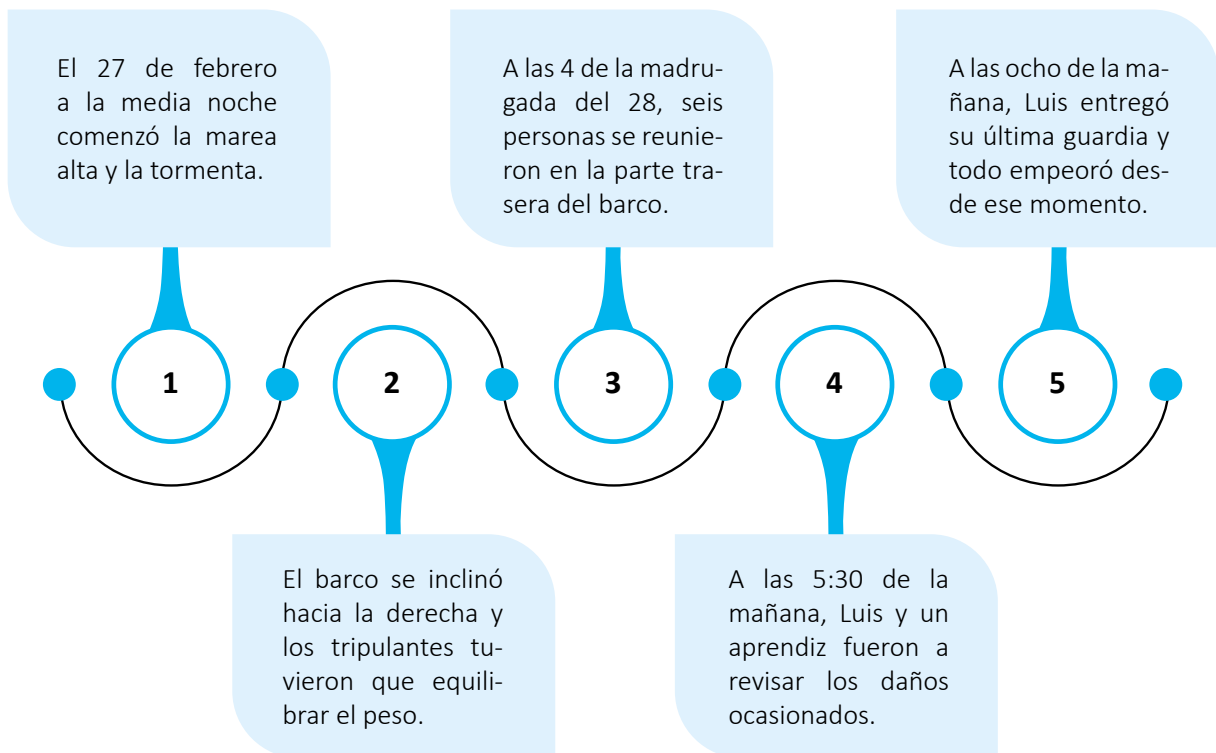 El 27 de febrero
a la media noche
comenzó la marea
alta y la tormenta.
A las 4 de la madru-
gada del 28, seis
personas se reunie-
ron en la parte tra-
sera del barco.
A las ocho de la ma-
ñana, Luis entregó
su última guardia y
todo empeoró des-
de ese momento.
1
2
3
4
5
El barco se inclinó
hacia la derecha y
los tripulantes tu-
vieron que equili-
brar el peso.
A las 5:30 de la
mañana, Luis y un
aprendiz fueron a
revisar los daños
ocasionados.